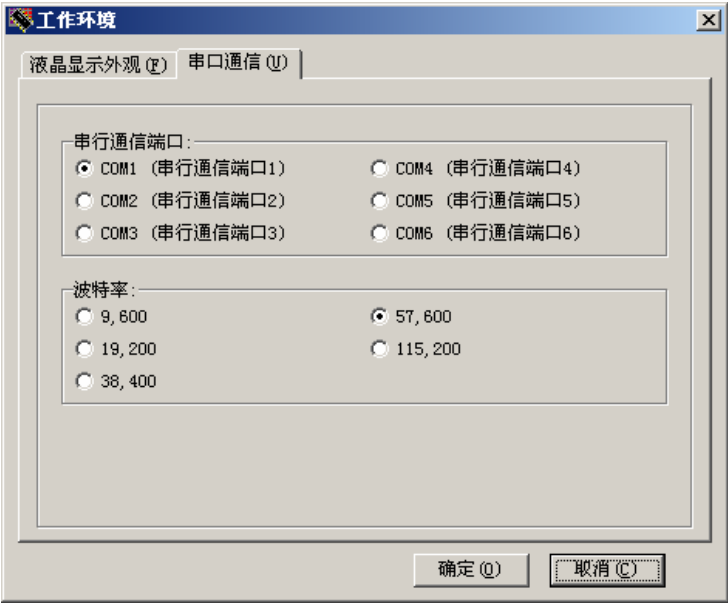 工作环境
液晶显示外观(F) 串口通信(U)
串行通信端口:
COM1 (串行通信端口1) COM4 (串行通信端口4)
COM2 (串行通信端口2) COM5 (串行通信端口5)
COM3 (串行通信端口3) COM6 (串行通信端口6)
波特率:
9,600 57,600
19,200 115,200
38,400
确定(O) 取消(C)